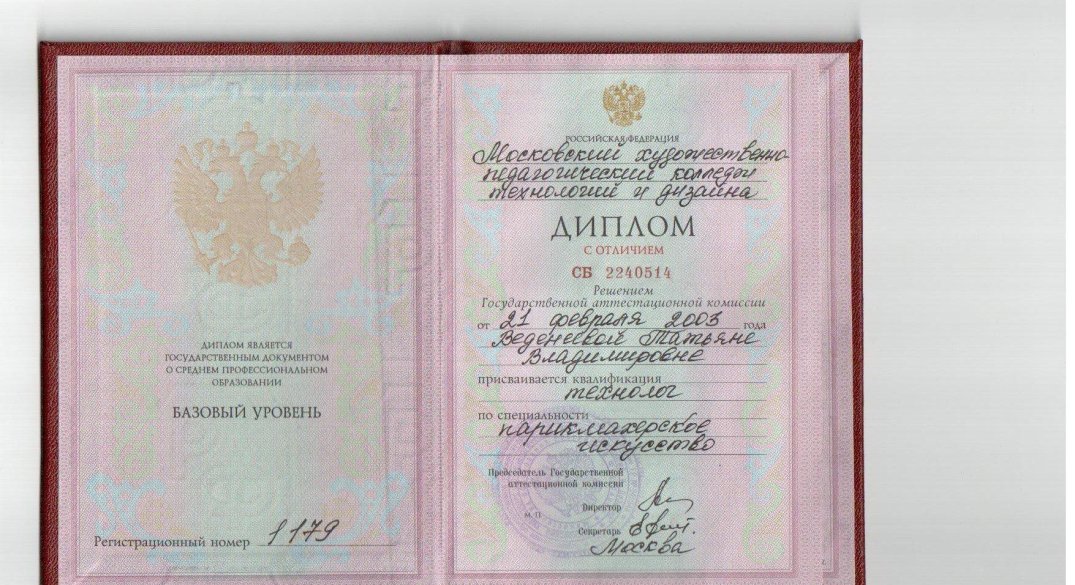 ДИПЛОМ ЯВЛЯЕТСЯ
ГОСУДАРСТВЕННЫМ ДОКУМЕНТОМ
О СРЕДНЕМ ПРОФЕССИОНАЛЬНОМ
ОБРАЗОВАНИИ
БАЗОВЫЙ УРОВЕНЬ
Регистрационный номер 1179
РОССИЙСКАЯ ФЕДЕРАЦИЯ
Московский художественно-
педагогический колледж
технологий и дизайна
ДИПЛОМ
С ОТЛИЧИЕМ
СБ 2240514
Решением
Государственной аттестационной комиссии
от 21 февраля 2003 года
Веденеевой Татьяне
Владимировне
присваивается квалификация
технолог
по специальности
парикмахерское
искусство
Председатель Государственной
аттестационной комиссии
М. П. Директор
Секретарь
Москва